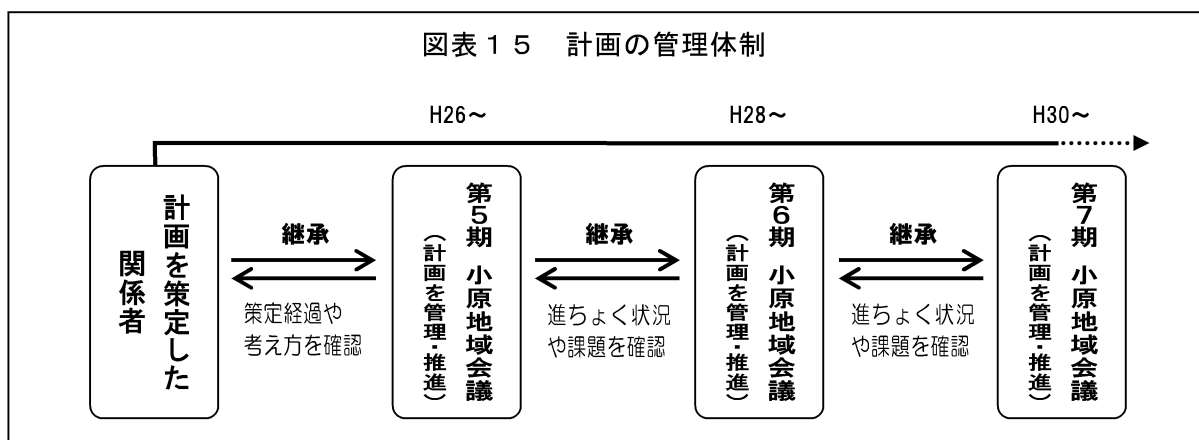 図表１５　計画の管理体制
H26～
H28～
H30～
計画を策定した
関係者
継承
策定経過や
考え方を確認
第5期 小原地域会議
（計画を管理・推進）
継承
進ちょく状況
や課題を確認
第6期 小原地域会議
（計画を管理・推進）
継承
進ちょく状況
や課題を確認
第7期 小原地域会議
（計画を管理・推進）